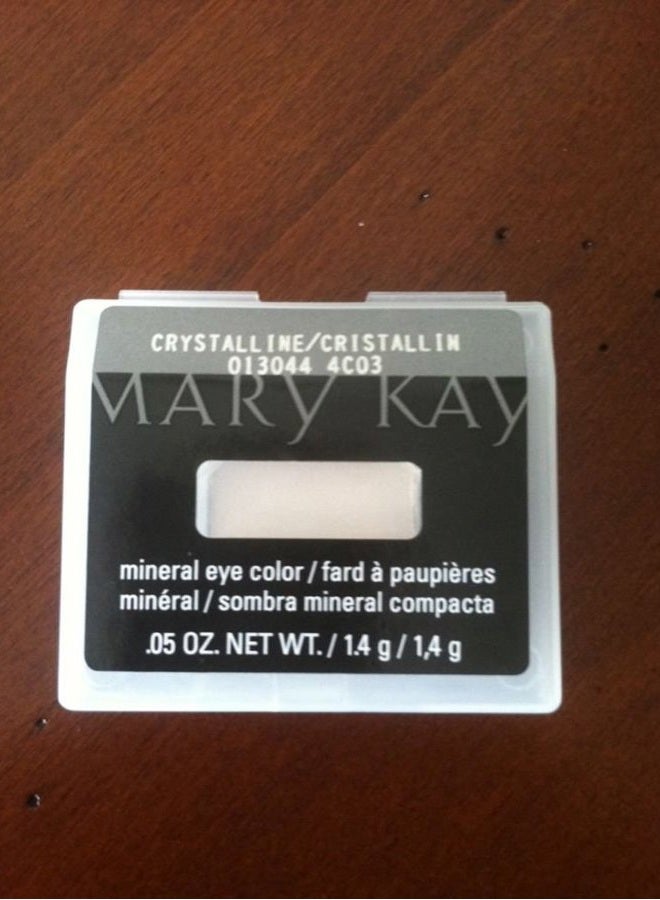 CRYSTALLINE/CRISTALLIN
013044 4C03
MARY KAY
mineral eye color / fard à paupières
minéral / sombra mineral compacta
.05 OZ. NET WT. / 1.4 g / 1,4 g